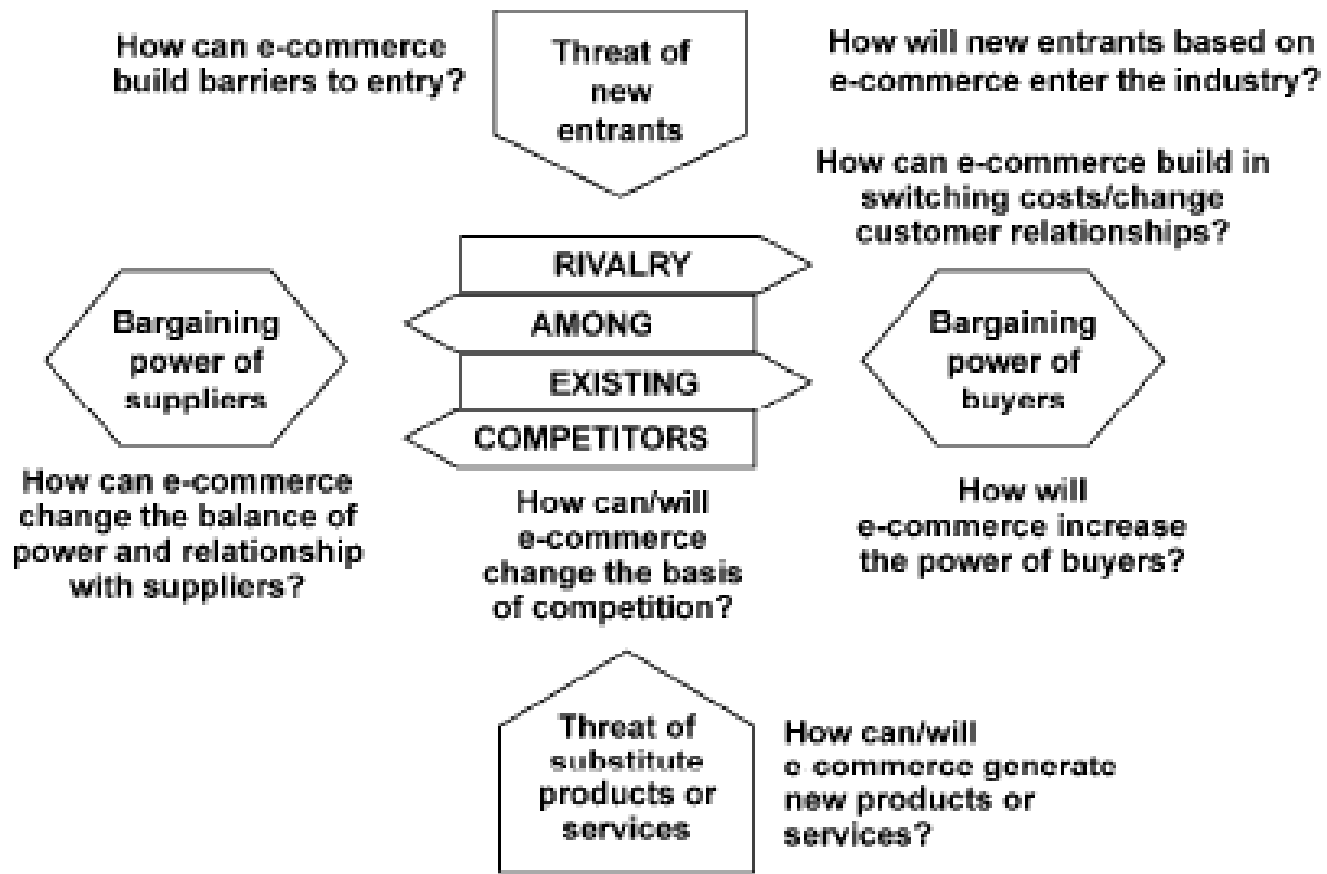 How can e-commerce
build barriers to entry?
Threat of
new
entrants
How will new entrants based on
e-commerce enter the industry?
How can e-commerce build in
switching costs/change
customer relationships?
RIVALRY
AMONG
EXISTING
COMPETITORS
Bargaining
power of
suppliers
Bargaining
power of
buyers
How can e-commerce
change the balance of
power and relationship
with suppliers?
How can/will
e-commerce
change the basis
of competition?
How will
e-commerce increase
the power of buyers?
Threat of
substitute
products or
services
How can/will
e-commerce generate
new products or
services?